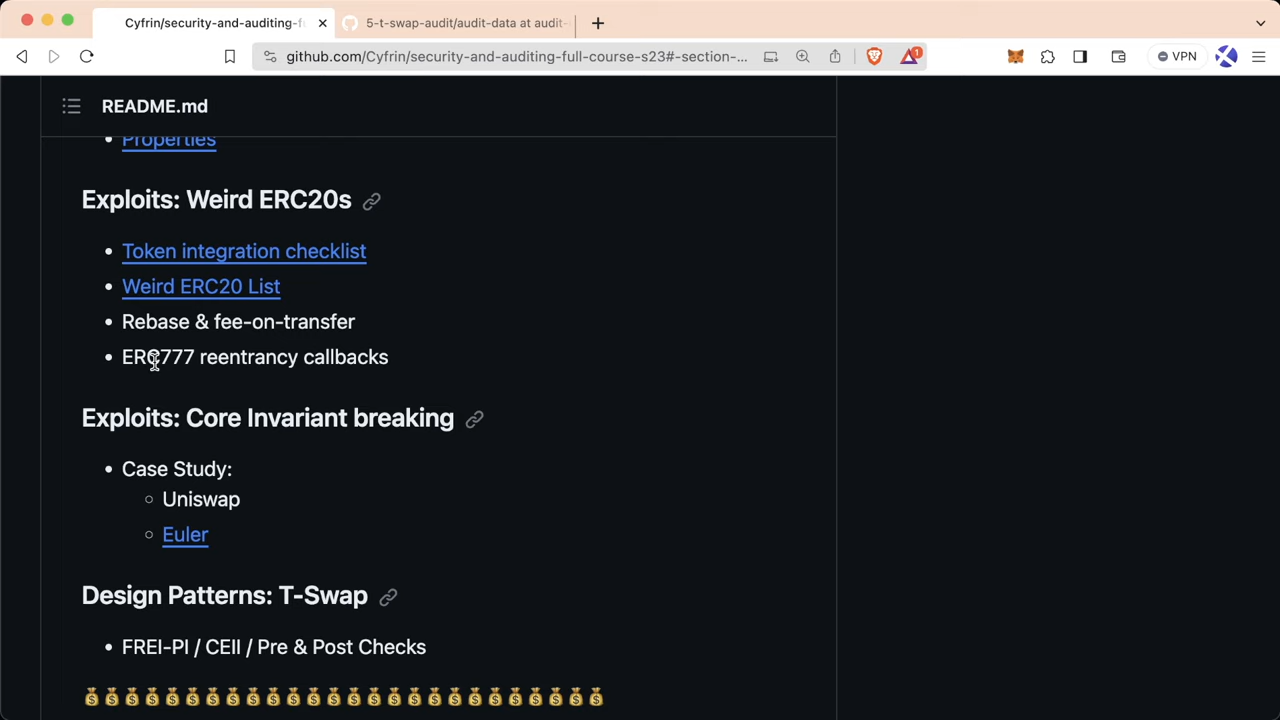 Cyfrin/security-and-auditing-f
5-t-swap-audit/audit-data at audit-
github.com/Cyfrin/security-and-auditing-full-course-s23#-section-...
1
VPN
README.md
Properties
Exploits: Weird ERC20s
Token integration checklist
Weird ERC20 List
Rebase & fee-on-transfer
ERC777 reentrancy callbacks
Exploits: Core Invariant breaking
Case Study:
Uniswap
Euler
Design Patterns: T-Swap
FREI-PI / CEII / Pre & Post Checks